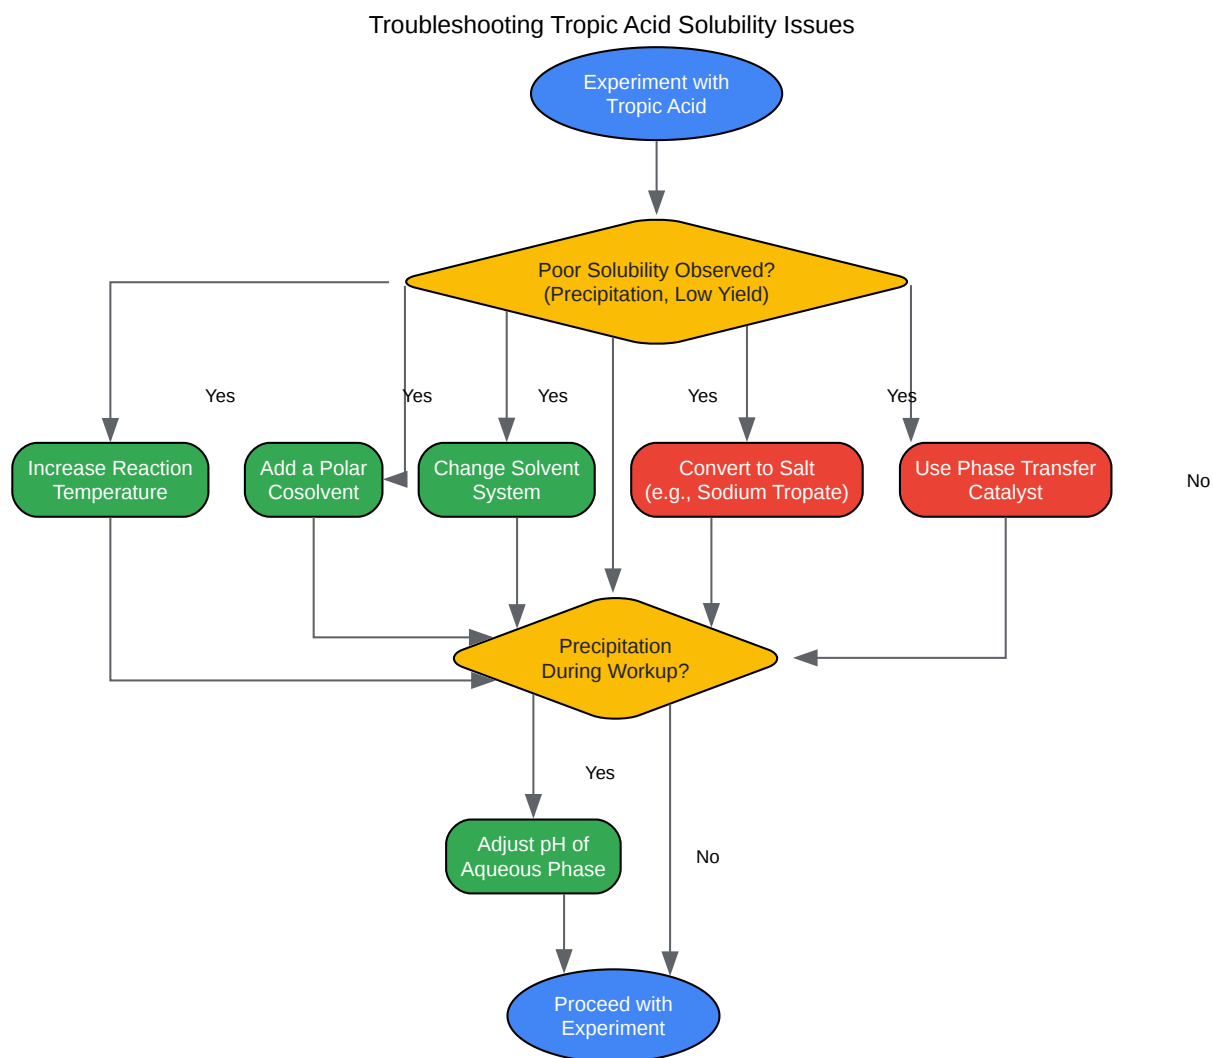 Troubleshooting Tropic Acid Solubility Issues
Experiment with
Tropic Acid
Poor Solubility Observed?
(Precipitation, Low Yield)
Yes
Yes
Yes
Yes
Yes
Increase Reaction
Temperature
Add a Polar
Cosolvent
Change Solvent
System
Convert to Salt
(e.g., Sodium Tropate)
Use Phase Transfer
Catalyst
No
Precipitation
During Workup?
Yes
Adjust pH of
Aqueous Phase
No
Proceed with
Experiment